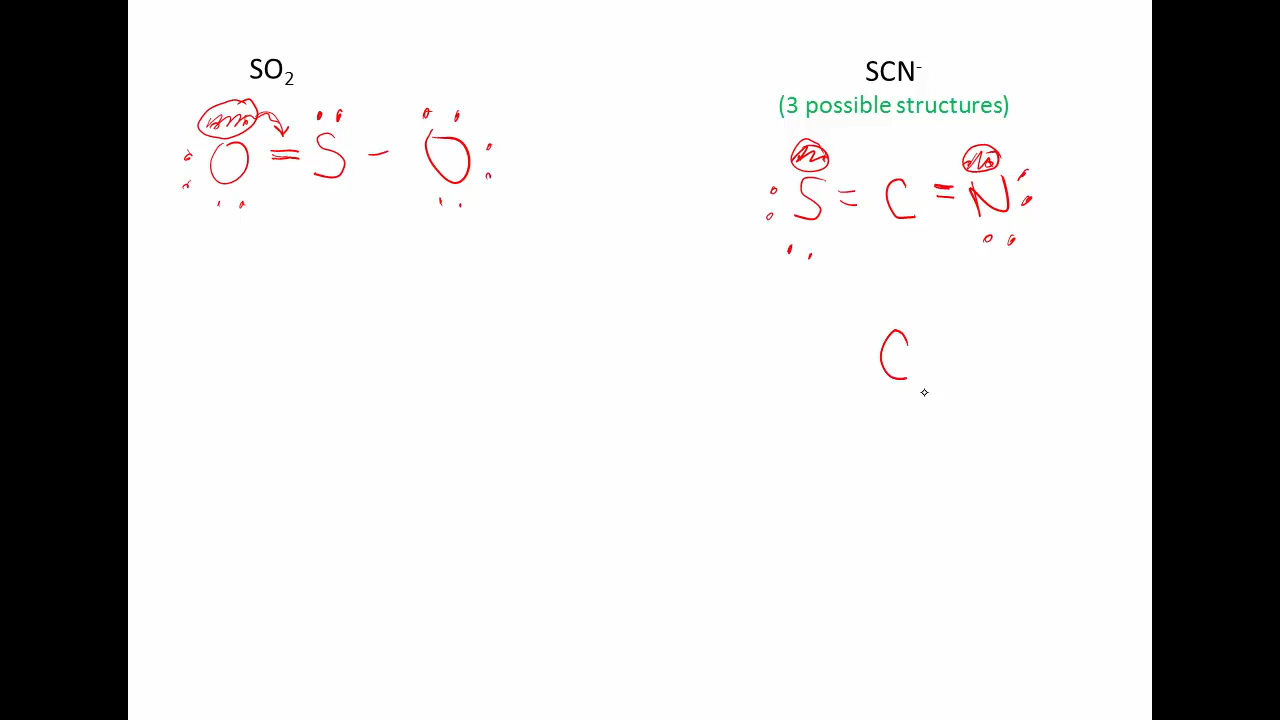 SO₂
O = S - O
SCN⁻
(3 possible structures)
S = C = N
C